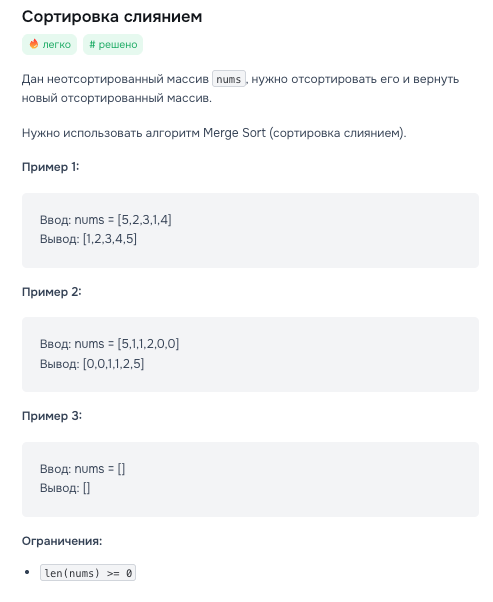 Сортировка слиянием
🔥 легко # решено
Дан неотсортированный массив nums, нужно отсортировать его и вернуть
новый отсортированный массив.
Нужно использовать алгоритм Merge Sort (сортировка слиянием).
Пример 1:
Ввод: nums = [5,2,3,1,4]
Вывод: [1,2,3,4,5]
Пример 2:
Ввод: nums = [5,1,1,2,0,0]
Вывод: [0,0,1,1,2,5]
Пример 3:
Ввод: nums = []
Вывод: []
Ограничения:
• len(nums) >= 0